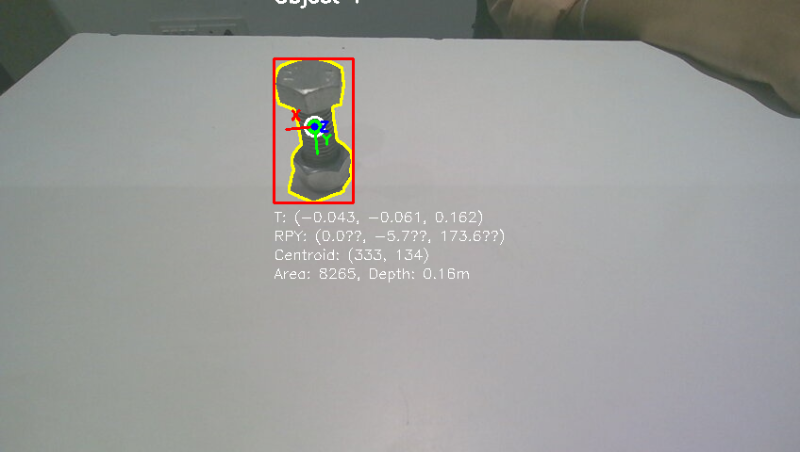 X
Z
Y
T: (-0.043, -0.061, 0.162)
RPY: (0.0??, -5.7??, 173.6??)
Centroid: (333, 134)
Area: 8265, Depth: 0.16m